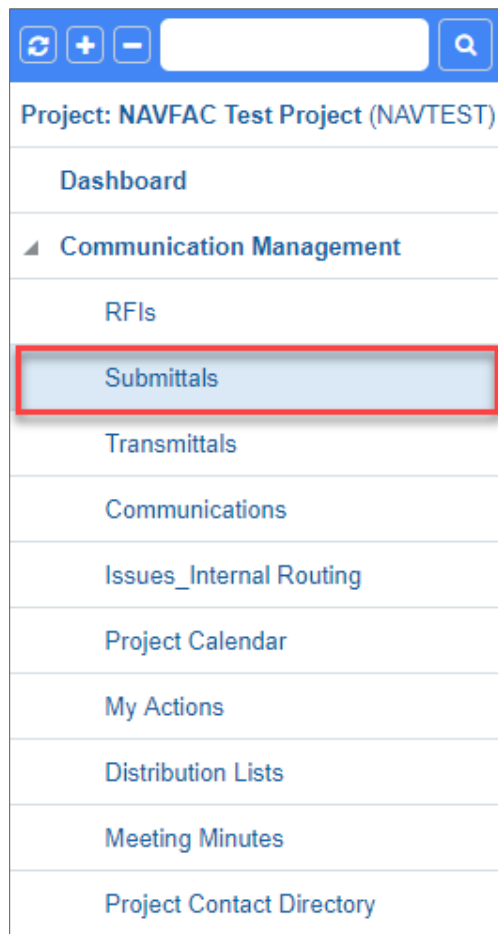 Project: NAVFAC Test Project (NAVTEST)
Dashboard
Communication Management
RFIs
Submittals
Transmittals
Communications
Issues_Internal Routing
Project Calendar
My Actions
Distribution Lists
Meeting Minutes
Project Contact Directory